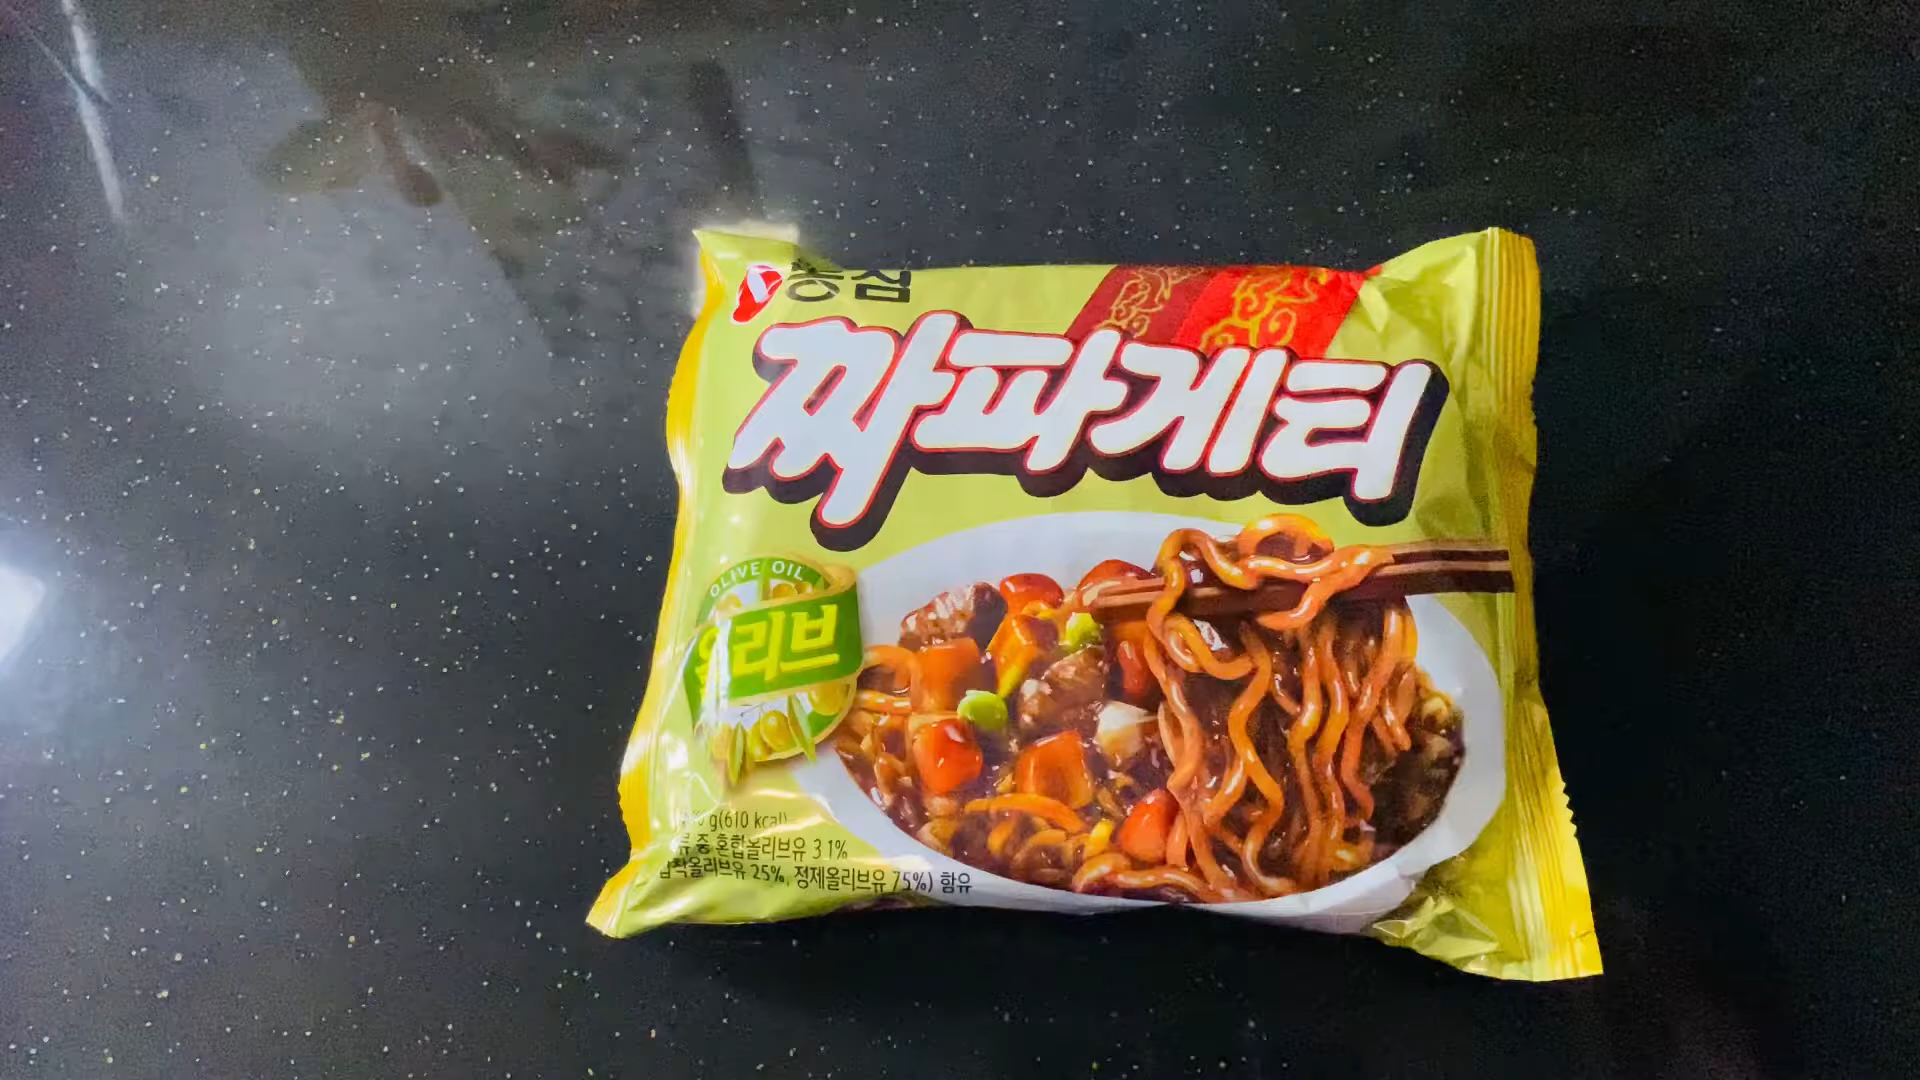 농심
짜파게티
OLIVE OIL
올리브
g(610 kcal)
중 혼합올리브유 3.1%
압착올리브유 25%, 정제올리브유 75%) 함유